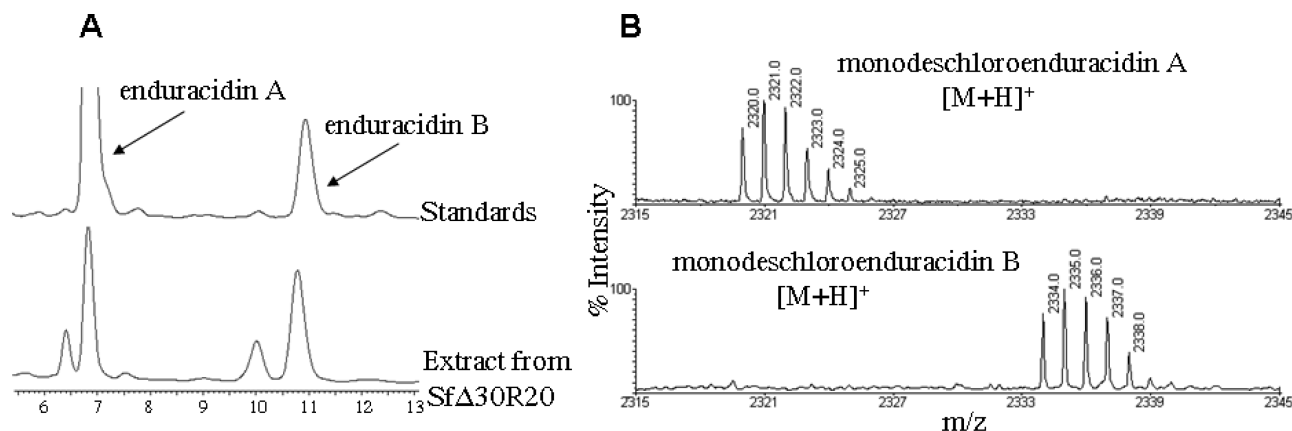 A
enduracidin A
enduracidin B
Standards
Extract from
SfΔ30R20
6 7 8 9 10 11 12 13
B
monodeschloroenduracidin A
[M+H]+
100
2320.0
2321.0
2322.0
2323.0
2324.0
2325.0
2315 2321 2327 2333 2339 2345
% Intensity
monodeschloroenduracidin B
[M+H]+
100
2334.0
2335.0
2336.0
2337.0
2338.0
2315 2321 2327 2333 2339 2345
m/z